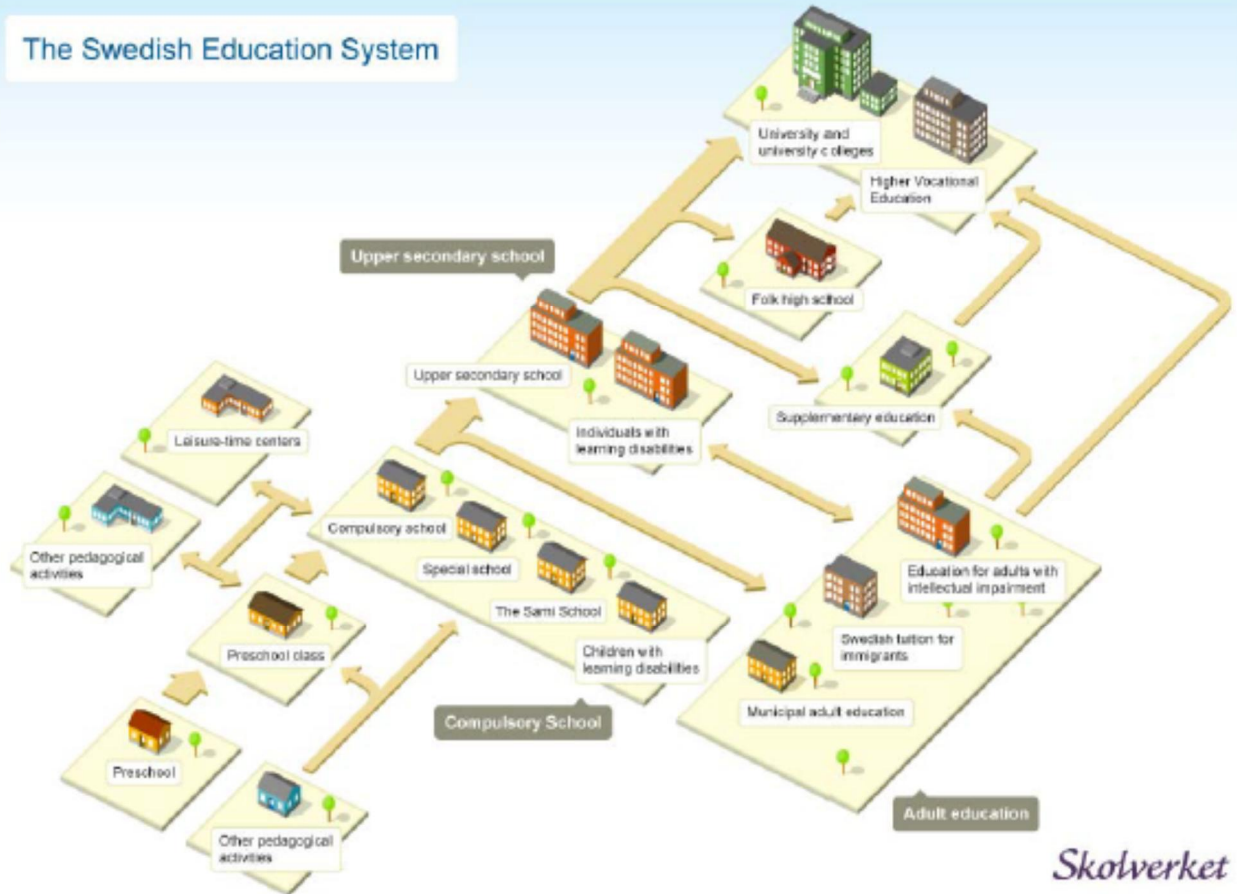 The Swedish Education System
University and
university colleges
Higher Vocational
Education
Upper secondary school
Folk high school
Upper secondary school
Supplementary education
Individuals with
learning disabilities
Leisure-time centers
Other pedagogical
activities
Compulsory school
Special school
The Sami School
Children with
learning disabilities
Education for adults with
intellectual impairment
Swedish tuition for
immigrants
Municipal adult education
Preschool class
Compulsory School
Preschool
Other pedagogical
activities
Adult education
Skolverket